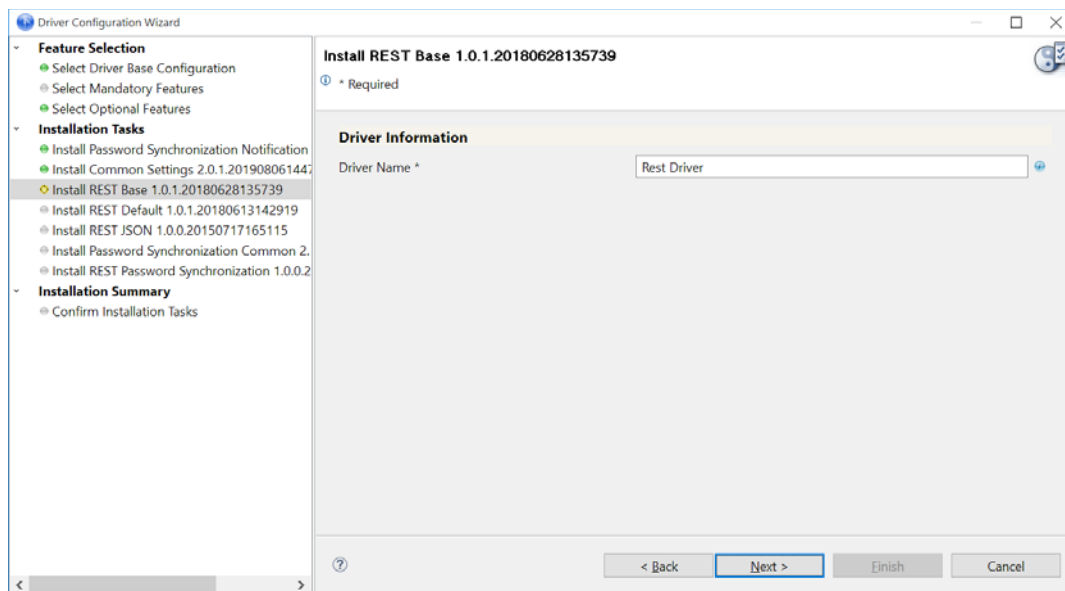 Driver Configuration Wizard
Feature Selection
Select Driver Base Configuration
Select Mandatory Features
Select Optional Features
Installation Tasks
Install Password Synchronization Notification
Install Common Settings 2.0.1.20190806144
Install REST Base 1.0.1.20180628135739
Install REST Default 1.0.1.20180613142919
Install REST JSON 1.0.0.20150717165115
Install Password Synchronization Common 2.
Install REST Password Synchronization 1.0.0.2
Installation Summary
Confirm Installation Tasks
Install REST Base 1.0.1.20180628135739
* Required
Driver Information
Driver Name *
Rest Driver
< Back
Next >
Finish
Cancel